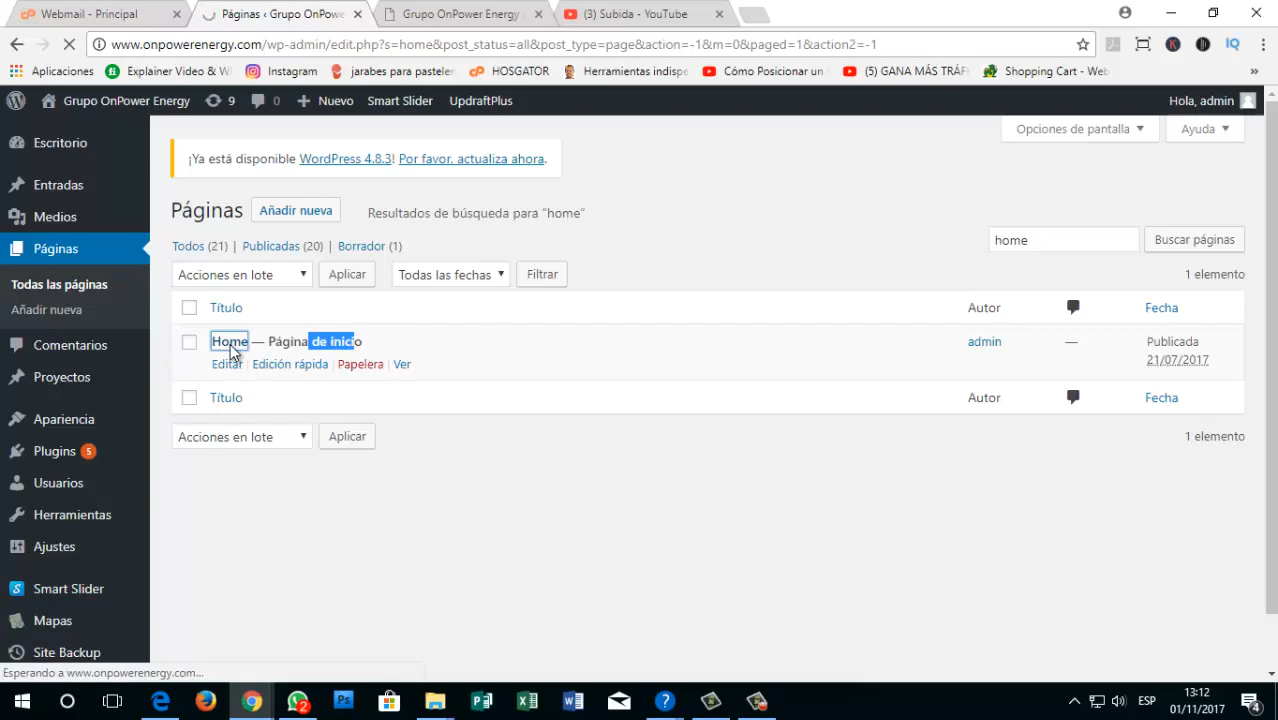 Webmail - Principal
Páginas ‹ Grupo OnPowe
Grupo OnPower Energy
(3) Subida - YouTube
www.onpowerenergy.com/wp-admin/edit.php?s=home&post_status=all&post_type=page&action=-1&m=0&paged=1&action2=-1
Aplicaciones
Explainer Video & W
Instagram
jarabes para pasteler
HOSGATOR
Herramientas indispe
Cómo Posicionar un
(5) GANA MÁS TRÁF
Shopping Cart - Web
Grupo OnPower Energy
9
0
Nuevo
Smart Slider
UpdraftPlus
Hola, admin
Opciones de pantalla
Ayuda
Escritorio
Entradas
Medios
Páginas
Todas las páginas
Añadir nueva
Comentarios
Proyectos
Apariencia
Plugins 5
Usuarios
Herramientas
Ajustes
Smart Slider
Mapas
Site Backup
¡Ya está disponible WordPress 4.8.3! Por favor, actualiza ahora.
Páginas
Añadir nueva
Resultados de búsqueda para “home”
Todos (21) | Publicadas (20) | Borrador (1)
home
Buscar páginas
Acciones en lote
Aplicar
Todas las fechas
Filtrar
1 elemento
Título
Autor
Fecha
Home — Página de inicio
admin
—
Publicada
21/07/2017
Editar | Edición rápida | Papelera | Ver
Título
Autor
Fecha
Acciones en lote
Aplicar
1 elemento
Esperando a www.onpowerenergy.com...
2
ESP
13:12
01/11/2017
4